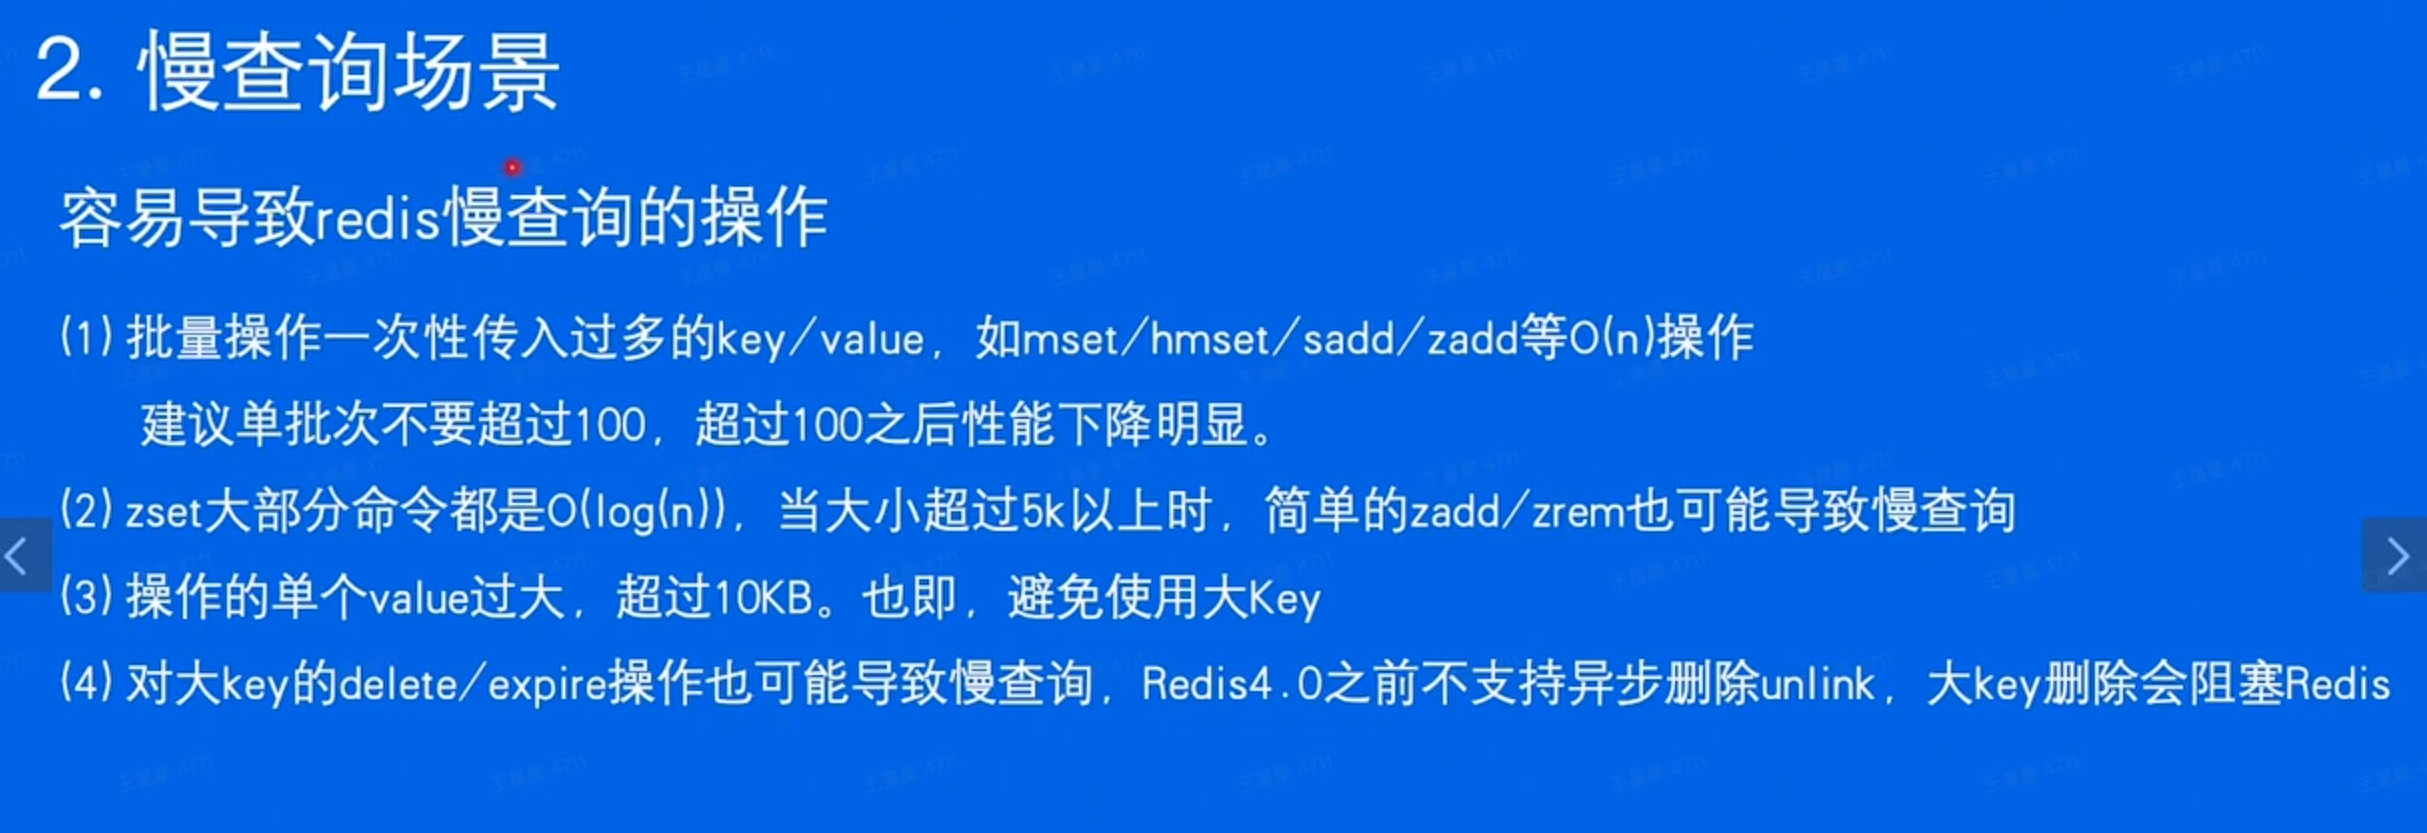 2. 慢查询场景
容易导致redis慢查询的操作
(1) 批量操作一次性传入过多的key/value，如mset/hmset/sadd/zadd等O(n)操作
建议单批次不要超过100，超过100之后性能下降明显。
(2) zset大部分命令都是O(log(n))，当大小超过5k以上时，简单的zadd/zrem也可能导致慢查询
(3) 操作的单个value过大，超过10KB。也即，避免使用大Key
(4) 对大key的delete/expire操作也可能导致慢查询，Redis4.0之前不支持异步删除unlink，大key删除会阻塞Redis